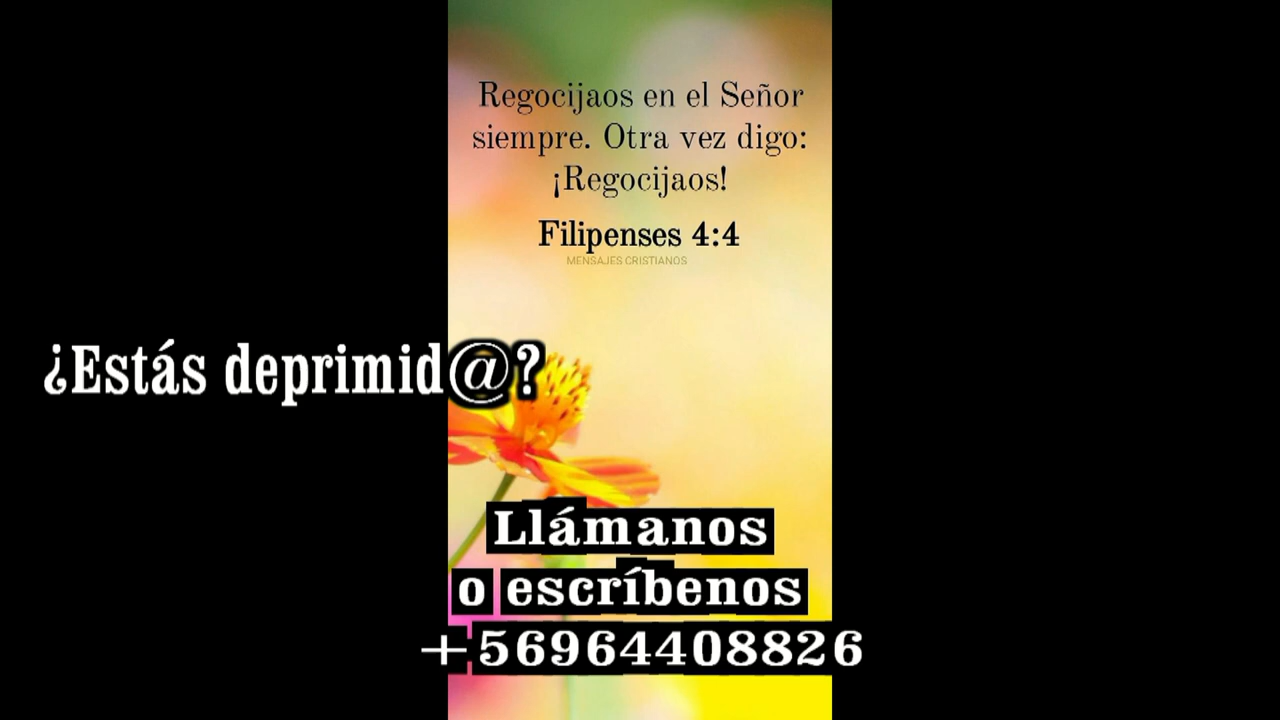 Regocijaos en el Señor
siempre. Otra vez digo:
¡Regocijaos!
Filipenses 4:4
MENSAJES CRISTIANOS
¿Estás deprimid@?
Llámanos
o escríbenos
+56964408826